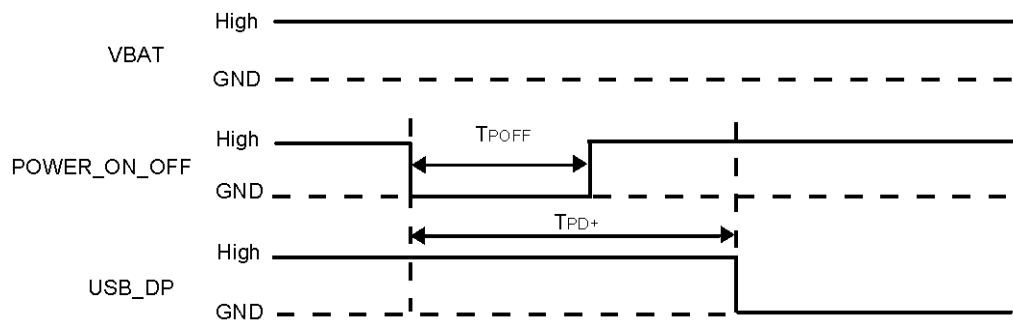 High
VBAT
GND
High
TPOFF
POWER_ON_OFF
GND
TPD+
High
USB_DP
GND